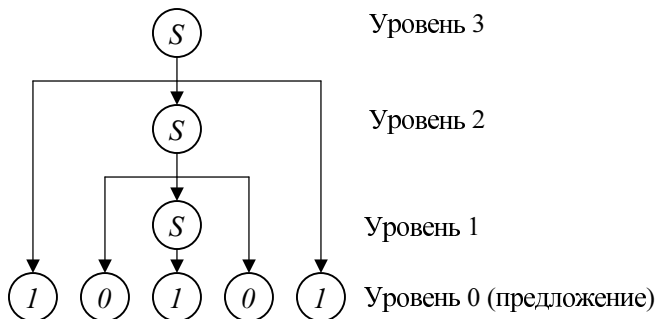 S Уровень 3
S Уровень 2
S Уровень 1
1 0 1 0 1 Уровень 0 (предложение)